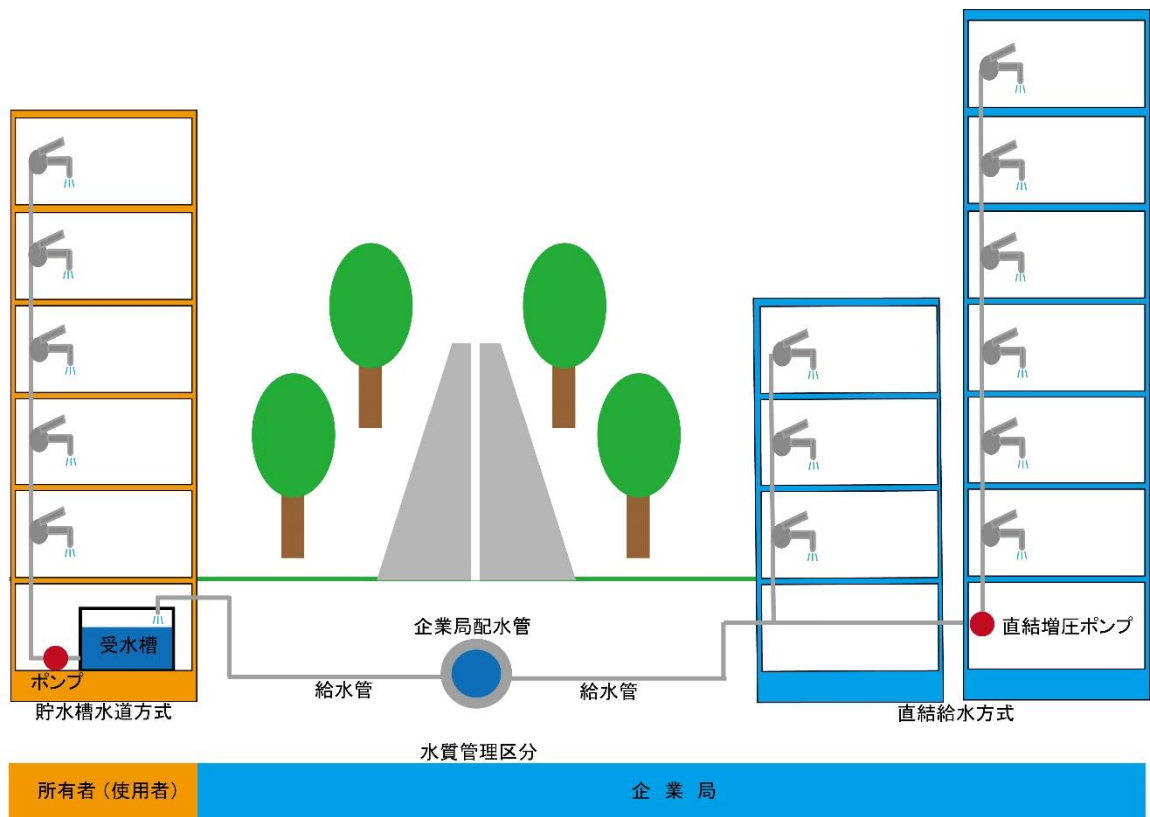 企業局配水管
受水槽
直結増圧ポンプ
ポンプ
給水管
給水管
貯水槽水道方式
直結給水方式
水質管理区分
所有者（使用者）
企業局